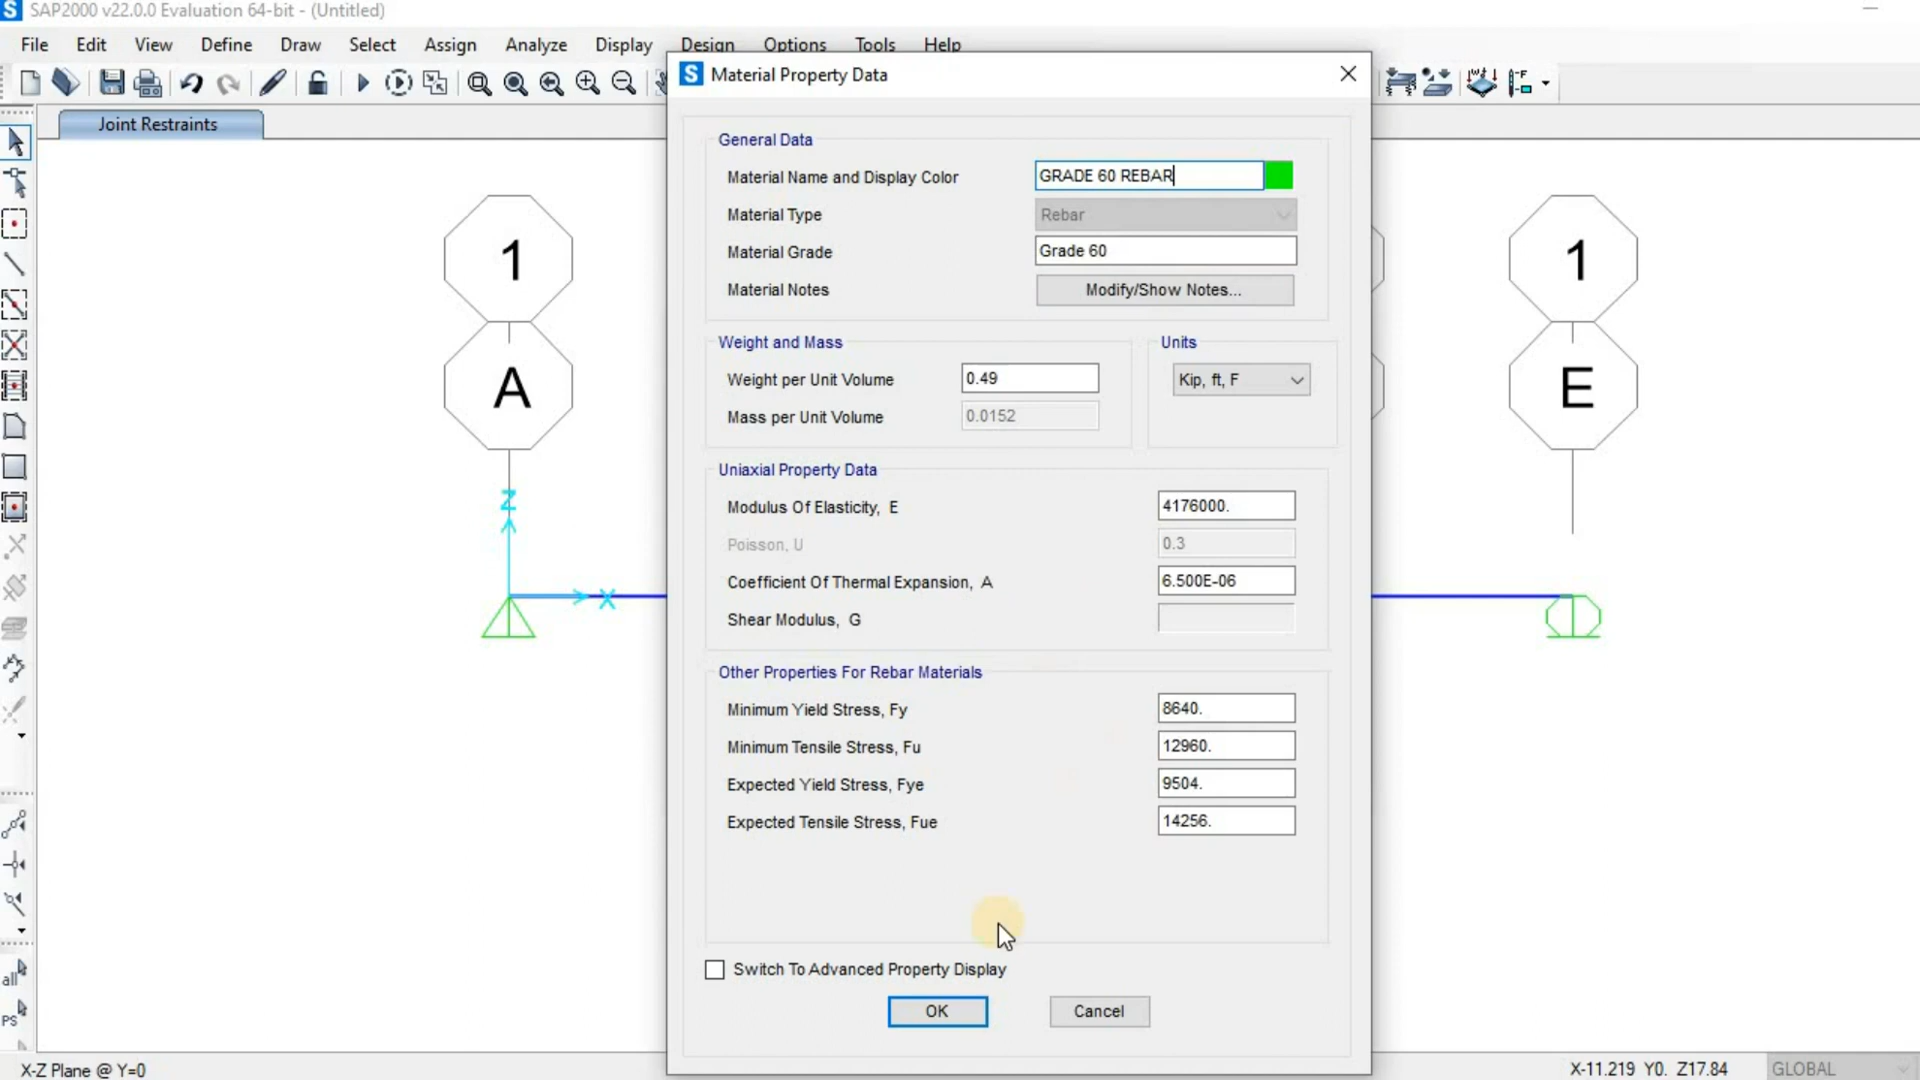 S SAP2000 v22.0.0 Evaluation 64-bit - (Untitled)
File Edit View Define Draw Select Assign Analyze Display Design Options Tools Help
S Material Property Data
Joint Restraints
General Data
Material Name and Display Color GRADE 60 REBAR
Material Type Rebar
Material Grade Grade 60
Material Notes Modify/Show Notes...
Weight and Mass Units
Weight per Unit Volume 0.49 Kip, ft, F
Mass per Unit Volume 0.0152
Uniaxial Property Data
Modulus Of Elasticity, E 4176000.
Poisson, U 0.3
Coefficient Of Thermal Expansion, A 6.500E-06
Shear Modulus, G
Other Properties For Rebar Materials
Minimum Yield Stress, Fy 8640.
Minimum Tensile Stress, Fu 12960.
Expected Yield Stress, Fye 9504.
Expected Tensile Stress, Fue 14256.
Switch To Advanced Property Display
OK Cancel
1 1
A E
Z
X
all
PS
X-Z Plane @ Y=0 X-11.219 Y0. Z17.84 GLOBAL